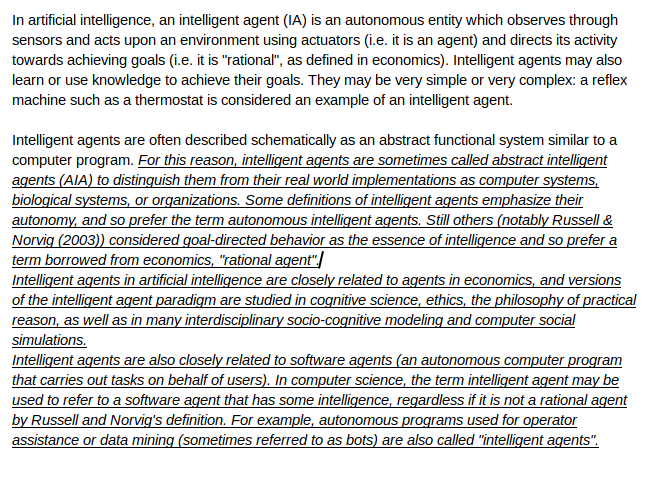 In artificial intelligence, an intelligent agent (IA) is an autonomous entity which observes through
sensors and acts upon an environment using actuators (i.e. it is an agent) and directs its activity
towards achieving goals (i.e. it is "rational", as defined in economics). Intelligent agents may also
learn or use knowledge to achieve their goals. They may be very simple or very complex: a reflex
machine such as a thermostat is considered an example of an intelligent agent.
Intelligent agents are often described schematically as an abstract functional system similar to a
computer program. For this reason, intelligent agents are sometimes called abstract intelligent
agents (AIA) to distinguish them from their real world implementations as computer systems,
biological systems, or organizations. Some definitions of intelligent agents emphasize their
autonomy, and so prefer the term autonomous intelligent agents. Still others (notably Russell &
Norvig (2003)) considered goal-directed behavior as the essence of intelligence and so prefer a
term borrowed from economics, "rational agent".
Intelligent agents in artificial intelligence are closely related to agents in economics, and versions
of the intelligent agent paradigm are studied in cognitive science, ethics, the philosophy of practical
reason, as well as in many interdisciplinary socio-cognitive modeling and computer social
simulations.
Intelligent agents are also closely related to software agents (an autonomous computer program
that carries out tasks on behalf of users). In computer science, the term intelligent agent may be
used to refer to a software agent that has some intelligence, regardless if it is not a rational agent
by Russell and Norvig's definition. For example, autonomous programs used for operator
assistance or data mining (sometimes referred to as bots) are also called "intelligent agents".